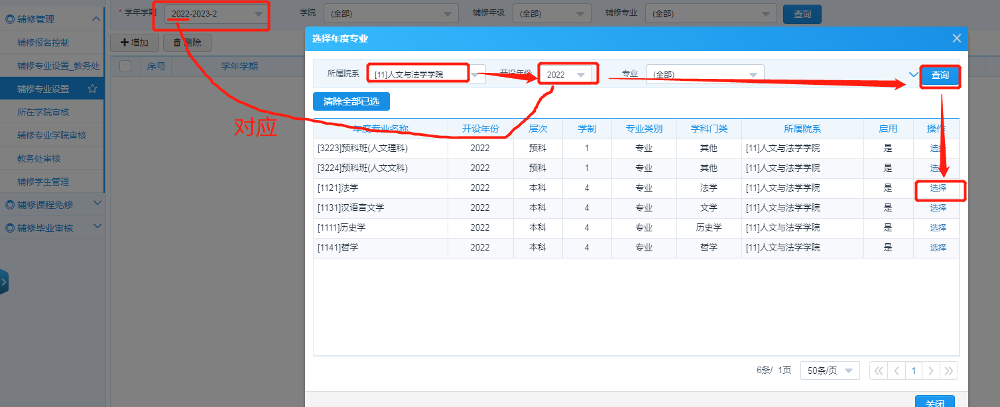 辅修管理
辅修报名控制
辅修专业设置_教务处
辅修专业设置
所在学院审核
辅修专业学院审核
教务处审核
辅修学生管理
辅修课程免修
辅修毕业审核
* 学年学期 2022-2023-2 学院 (全部) 辅修年级 (全部) 辅修专业 (全部) 查询
增加 删除
序号 学年学期
对应
选择年度专业
所属院系 [11]人文与法学学院 开设年份 2022 专业 (全部) 查询
清除全部已选
年度专业名称 开设年份 层次 学制 专业类别 学科门类 所属院系 启用 操作
[3223]预科班(人文理科) 2022 预科 1 专业 其他 [11]人文与法学学院 是 选择
[3224]预科班(人文文科) 2022 预科 1 专业 其他 [11]人文与法学学院 是 选择
[1121]法学 2022 本科 4 专业 法学 [11]人文与法学学院 是 选择
[1131]汉语言文学 2022 本科 4 专业 文学 [11]人文与法学学院 是 选择
[1111]历史学 2022 本科 4 专业 历史学 [11]人文与法学学院 是 选择
[1141]哲学 2022 本科 4 专业 哲学 [11]人文与法学学院 是 选择
6条/ 1页 50条/页 1
关闭